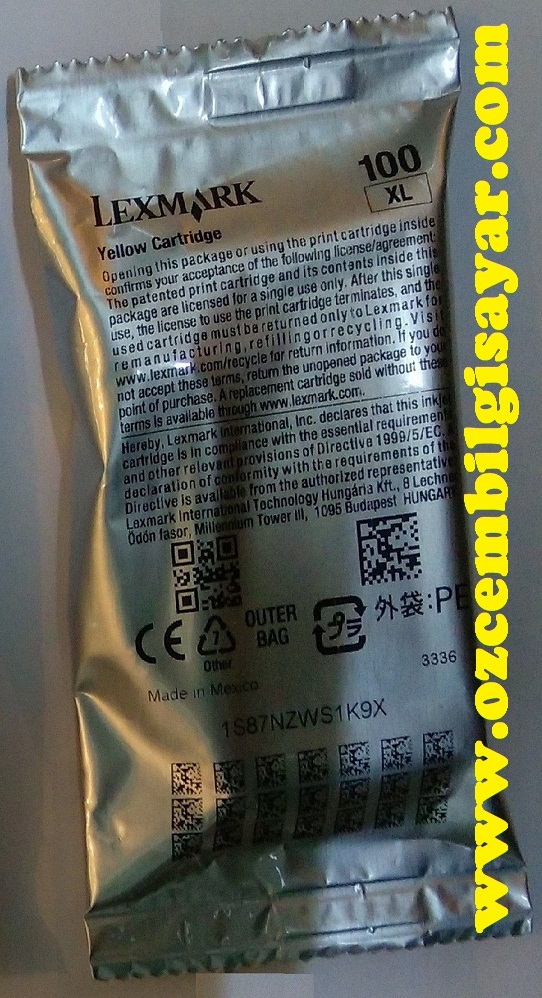 LEXMARK
100
XL
Yellow Cartridge
Opening this package or using the print cartridge inside
confirms your acceptance of the following license/agreement:
The patented print cartridge and its contents inside this
package are licensed for a single use only. After this single
use, the license to use the print cartridge terminates, and the
used cartridge must be returned only to Lexmark for
remanufacturing, refilling or recycling. Visit
www.lexmark.com/recycle for return information. If you do
not accept these terms, return the unopened package to your
point of purchase. A replacement cartridge sold without these
terms is available through www.lexmark.com.
Hereby, Lexmark International, Inc. declares that this inkjet
cartridge is in compliance with the essential requirements
and other relevant provisions of Directive 1999/5/EC. A
declaration of conformity with the requirements of the
Directive is available from the authorized representative
Lexmark International Technology Hungária Kft., 8 Lechner
Ödön fasor, Millennium Tower III, 1095 Budapest HUNGARY
CE
7
Other
OUTER
BAG
プラ
外袋:PE
3336
Made in Mexico
1S87NZWS1K9X
www.ozcembilgisayar.com